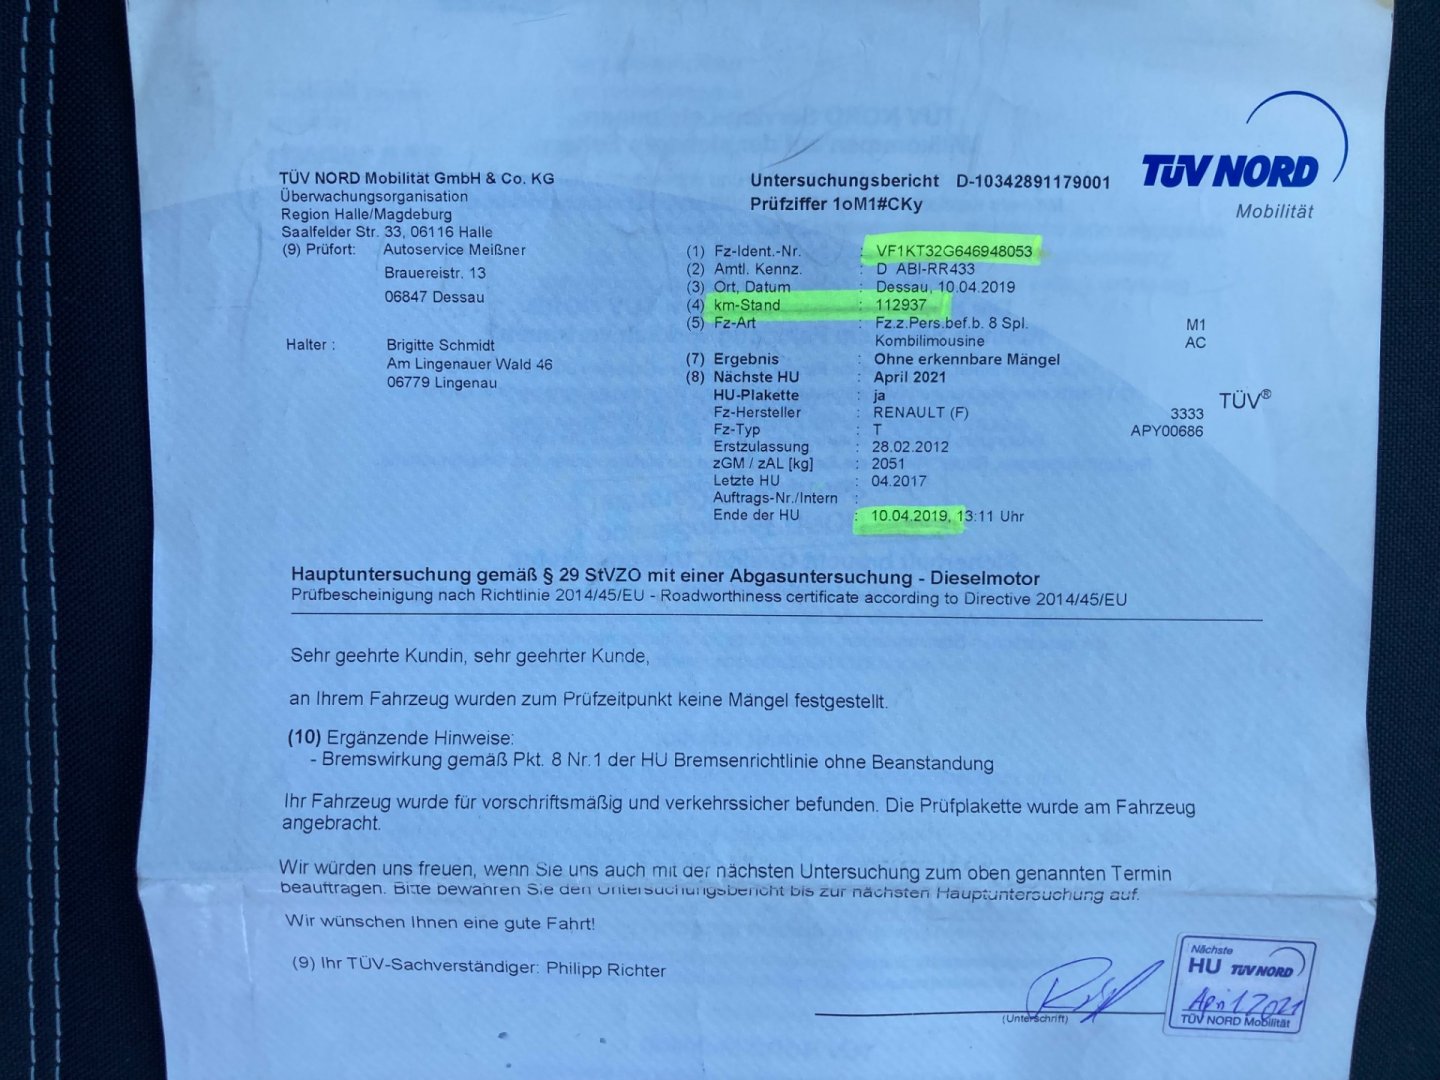 TÜV NORD
Mobilität
TÜV NORD Mobilität GmbH & Co. KG
Überwachungsorganisation
Region Halle/Magdeburg
Saalfelder Str. 33, 06116 Halle
(9) Prüfort: Autoservice Meißner
Brauereistr. 13
06847 Dessau
Halter : Brigitte Schmidt
Am Lingenauer Wald 46
06779 Lingenau
Untersuchungsbericht D-10342891179001
Prüfziffer 1oM1#CKy
(1) Fz-Ident.-Nr. : VF1KT32G646948053
(2) Amtl. Kennz. : D ABI-RR433
(3) Ort, Datum : Dessau, 10.04.2019
(4) km-Stand : 112937
(5) Fz-Art : Fz.z.Pers.bef.b. 8 Spl. M1
Kombilimousine AC
(7) Ergebnis : Ohne erkennbare Mängel
(8) Nächste HU : April 2021
HU-Plakette : ja
TÜV®
Fz-Hersteller : RENAULT (F) 3333
Fz-Typ : T APY00686
Erstzulassung : 28.02.2012
zGM / zAL [kg] : 2051
Letzte HU : 04.2017
Auftrags-Nr./Intern :
Ende der HU : 10.04.2019, 13:11 Uhr
Hauptuntersuchung gemäß § 29 StVZO mit einer Abgasuntersuchung - Dieselmotor
Prüfbescheinigung nach Richtlinie 2014/45/EU - Roadworthiness certificate according to Directive 2014/45/EU
Sehr geehrte Kundin, sehr geehrter Kunde,
an Ihrem Fahrzeug wurden zum Prüfzeitpunkt keine Mängel festgestellt.
(10) Ergänzende Hinweise:
- Bremswirkung gemäß Pkt. 8 Nr.1 der HU Bremsenrichtlinie ohne Beanstandung
Ihr Fahrzeug wurde für vorschriftsmäßig und verkehrssicher befunden. Die Prüfplakette wurde am Fahrzeug
angebracht.
Wir würden uns freuen, wenn Sie uns auch mit der nächsten Untersuchung zum oben genannten Termin
beauftragen. Bitte bewahren Sie den Untersuchungsbericht bis zur nächsten Hauptuntersuchung auf.
Wir wünschen Ihnen eine gute Fahrt!
(9) Ihr TÜV-Sachverständiger: Philipp Richter
(Unterschrift)
Nächste
HU TÜV NORD
April 2021
TÜV NORD Mobilität